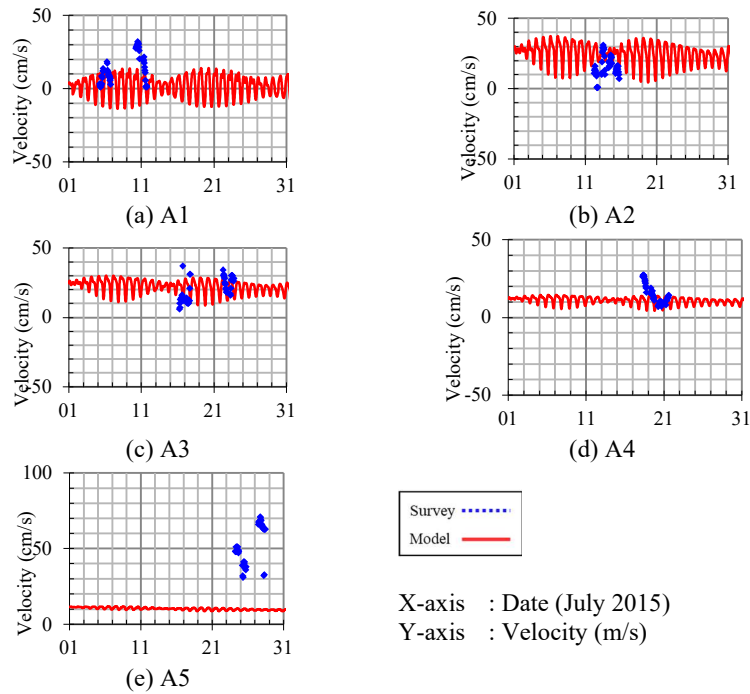 50
0
-50
Velocity (cm/s)
01 11 21 31
(a) A1
50
0
-50
Velocity (cm/s)
01 11 21 31
(b) A2
50
0
-50
Velocity (cm/s)
01 11 21 31
(c) A3
50
0
-50
Velocity (cm/s)
01 11 21 31
(d) A4
100
50
0
Velocity (cm/s)
01 11 21 31
(e) A5
Survey
Model
X-axis : Date (July 2015)
Y-axis : Velocity (m/s)